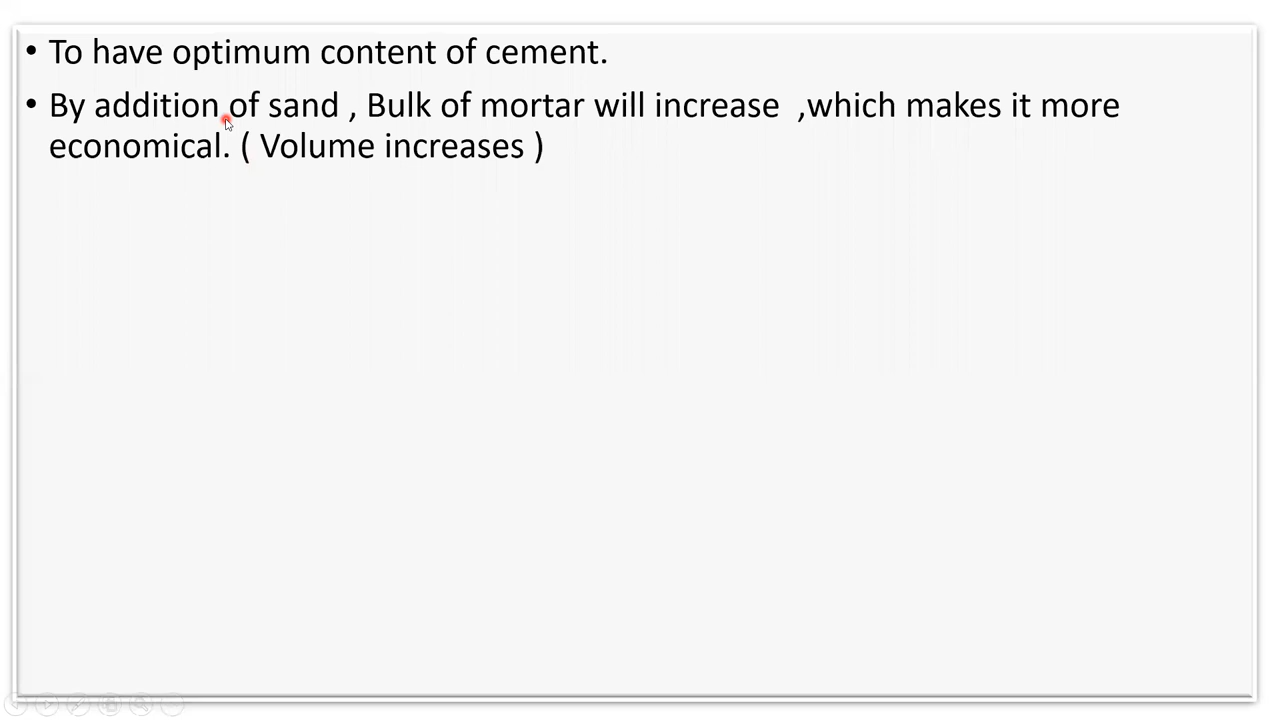 • To have optimum content of cement.
• By addition of sand , Bulk of mortar will increase  ,which makes it more
economical. ( Volume increases )